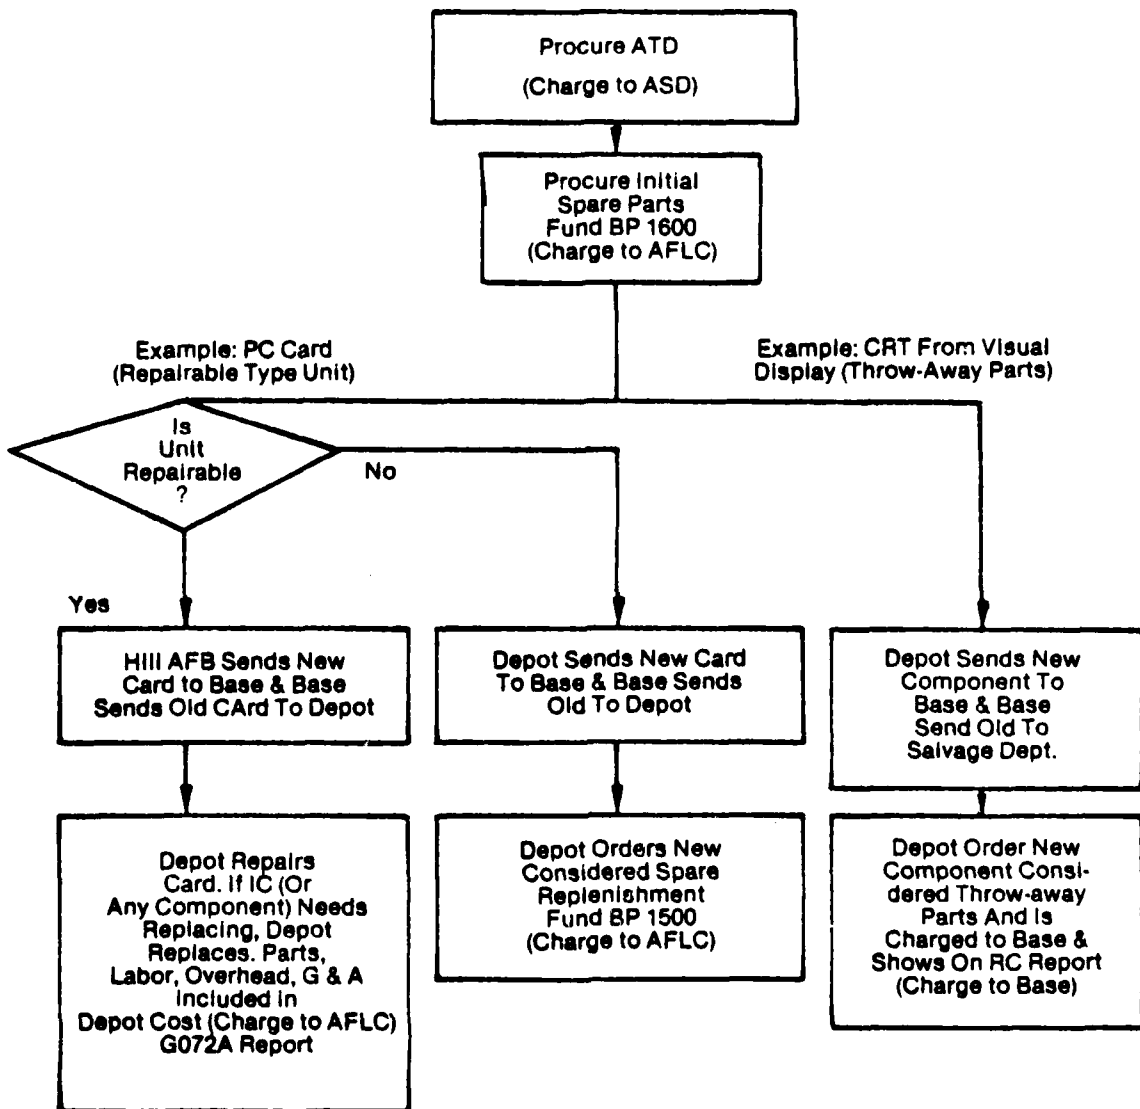 Procure ATD
(Charge to ASD)
Procure Initial
Spare Parts
Fund BP 1600
(Charge to AFLC)
Example: PC Card
(Repairable Type Unit)
Example: CRT From Visual
Display (Throw-Away Parts)
Is
Unit
Repairable
?
No
Yes
Hill AFB Sends New
Card to Base & Base
Sends Old CArd To Depot
Depot Sends New Card
To Base & Base Sends
Old To Depot
Depot Sends New
Component To
Base & Base
Send Old To
Salvage Dept.
Depot Repairs
Card. If IC (Or
Any Component) Needs
Replacing, Depot
Replaces. Parts,
Labor, Overhead, G & A
Included in
Depot Cost (Charge to AFLC)
G072A Report
Depot Orders New
Considered Spare
Replenishment
Fund BP 1500
(Charge to AFLC)
Depot Order New
Component Consi-
dered Throw-away
Parts And Is
Charged to Base &
Shows On RC Report
(Charge to Base)